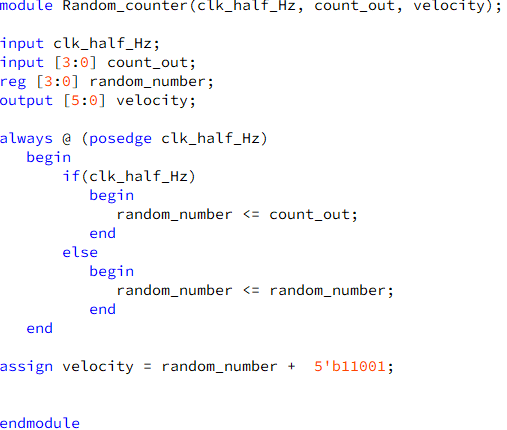 module Random_counter(clk_half_Hz, count_out, velocity);
input clk_half_Hz;
input [3:0] count_out;
reg [3:0] random_number;
output [5:0] velocity;
always @ (posedge clk_half_Hz)
begin
if(clk_half_Hz)
begin
random_number <= count_out;
end
else
begin
random_number <= random_number;
end
end
assign velocity = random_number + 5'b11001;
endmodule